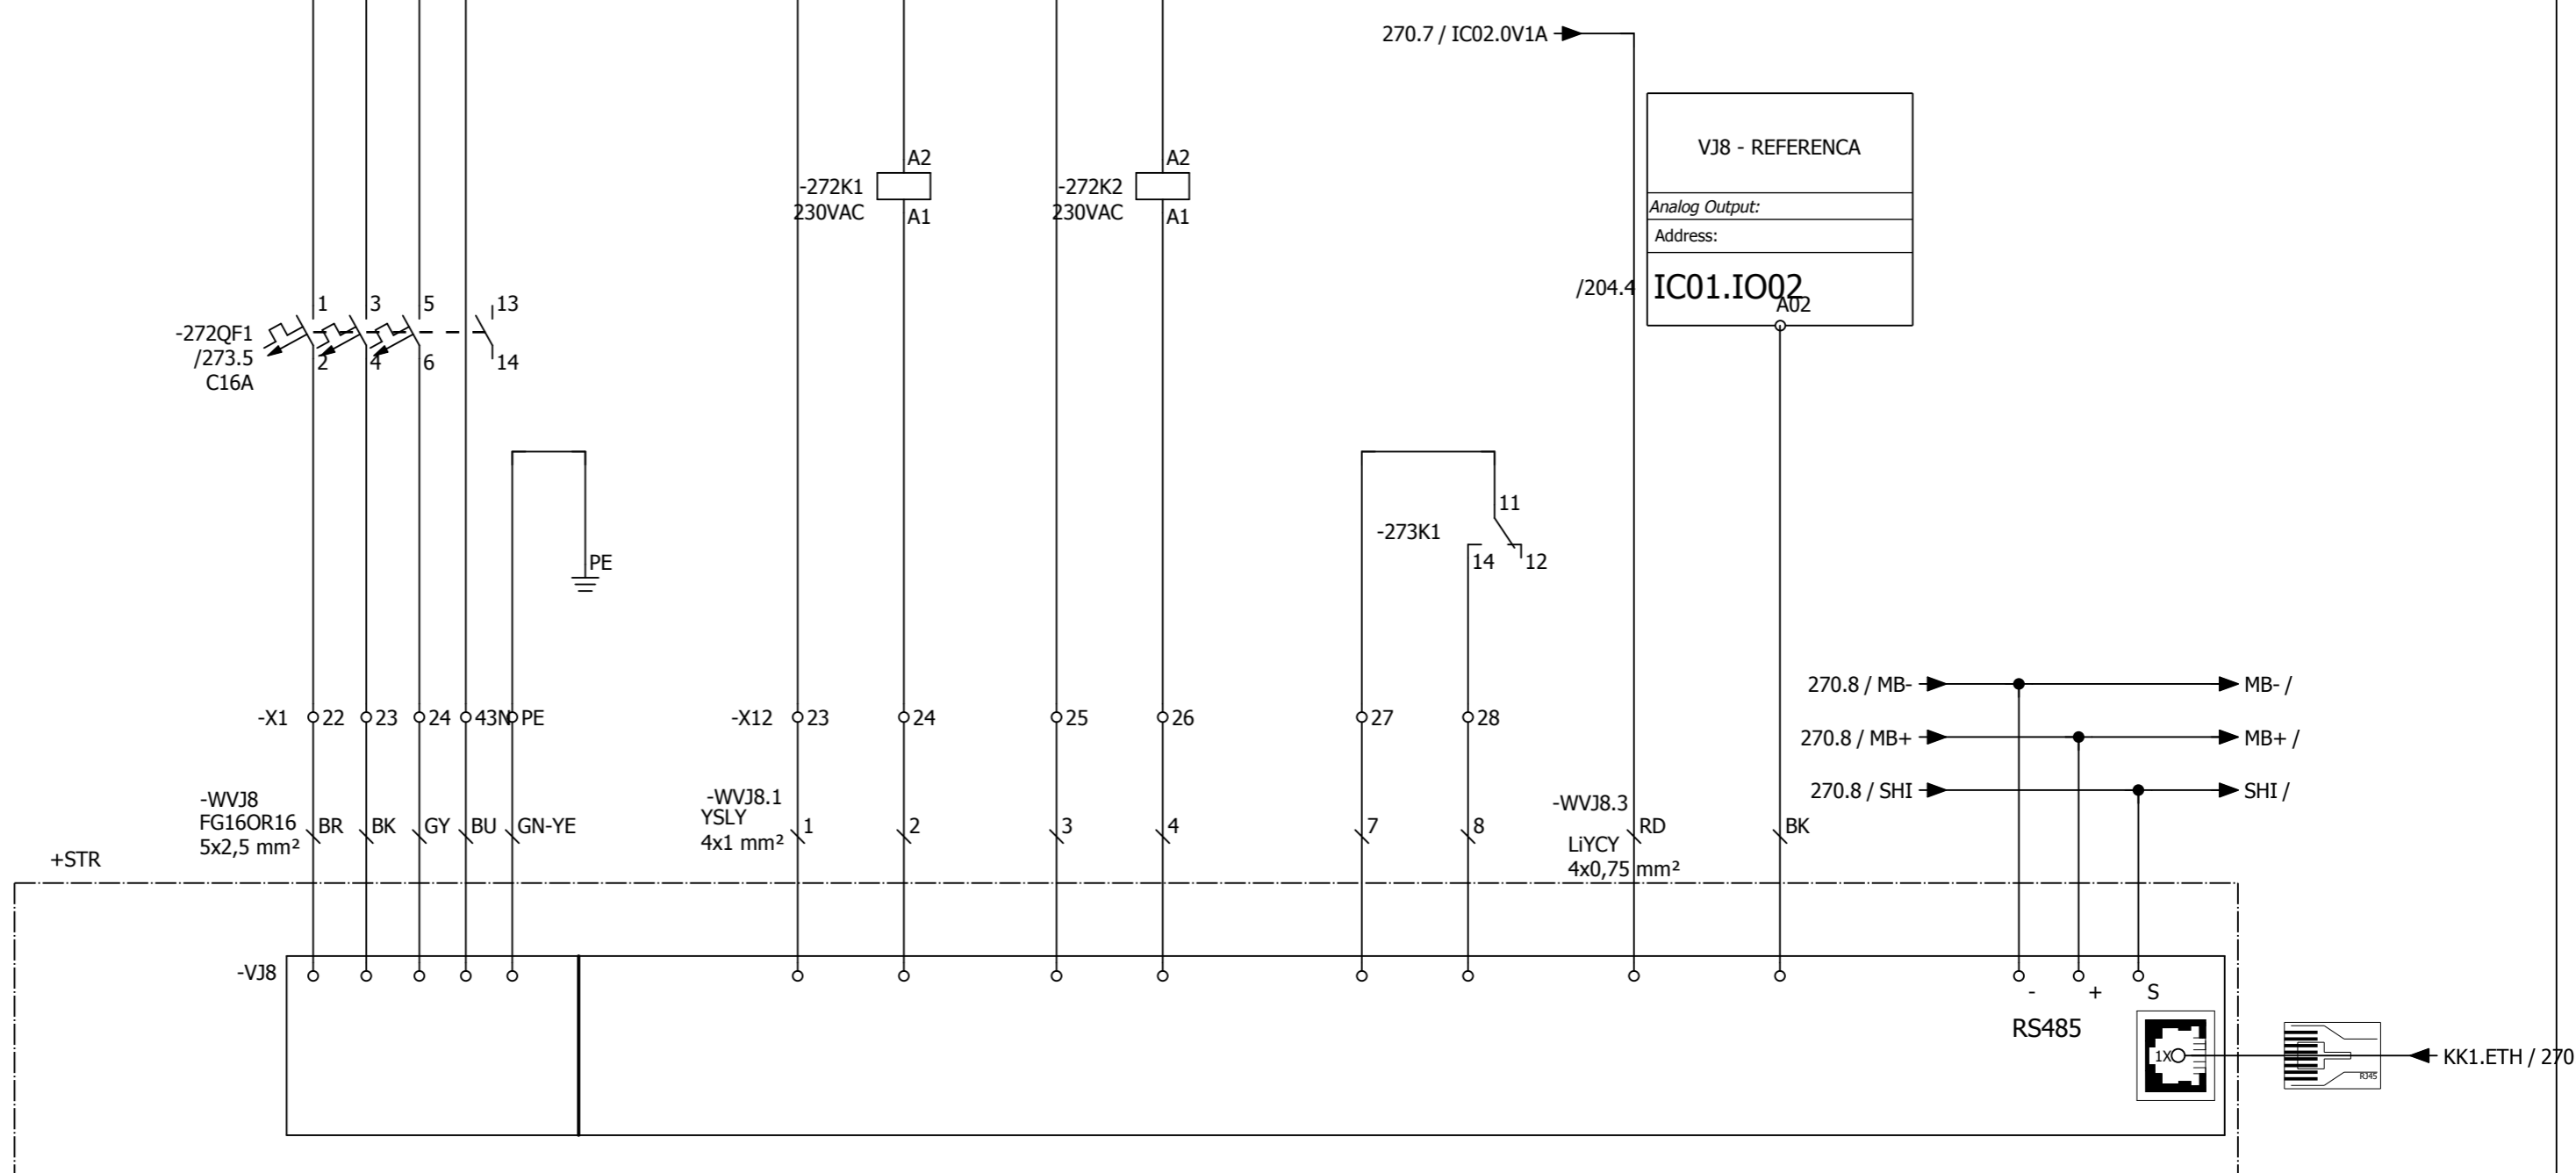 270.7 / IC02.0V1A
VJ8 - REFERENCA
Analog Output:
Address:
IC01.IO02
/204.4
A02
A2
-272K1
230VAC
A1
A2
-272K2
230VAC
A1
1
3
5
13
-272QF1
/273.5
C16A
2
4
6
14
PE
11
-273K1
14
12
270.8 / MB-
MB- /
270.8 / MB+
MB+ /
270.8 / SHI
SHI /
-X1
22
23
24
43N
PE
-X12
23
24
25
26
27
28
-WVJ8
FG16OR16
5x2,5 mm²
BR
BK
GY
BU
GN-YE
-WVJ8.1
YSLY
4x1 mm²
1
2
3
4
7
8
-WVJ8.3
LiYCY
4x0,75 mm²
RD
BK
+STR
-VJ8
-
+
S
RS485
1X
RJ45
KK1.ETH / 270